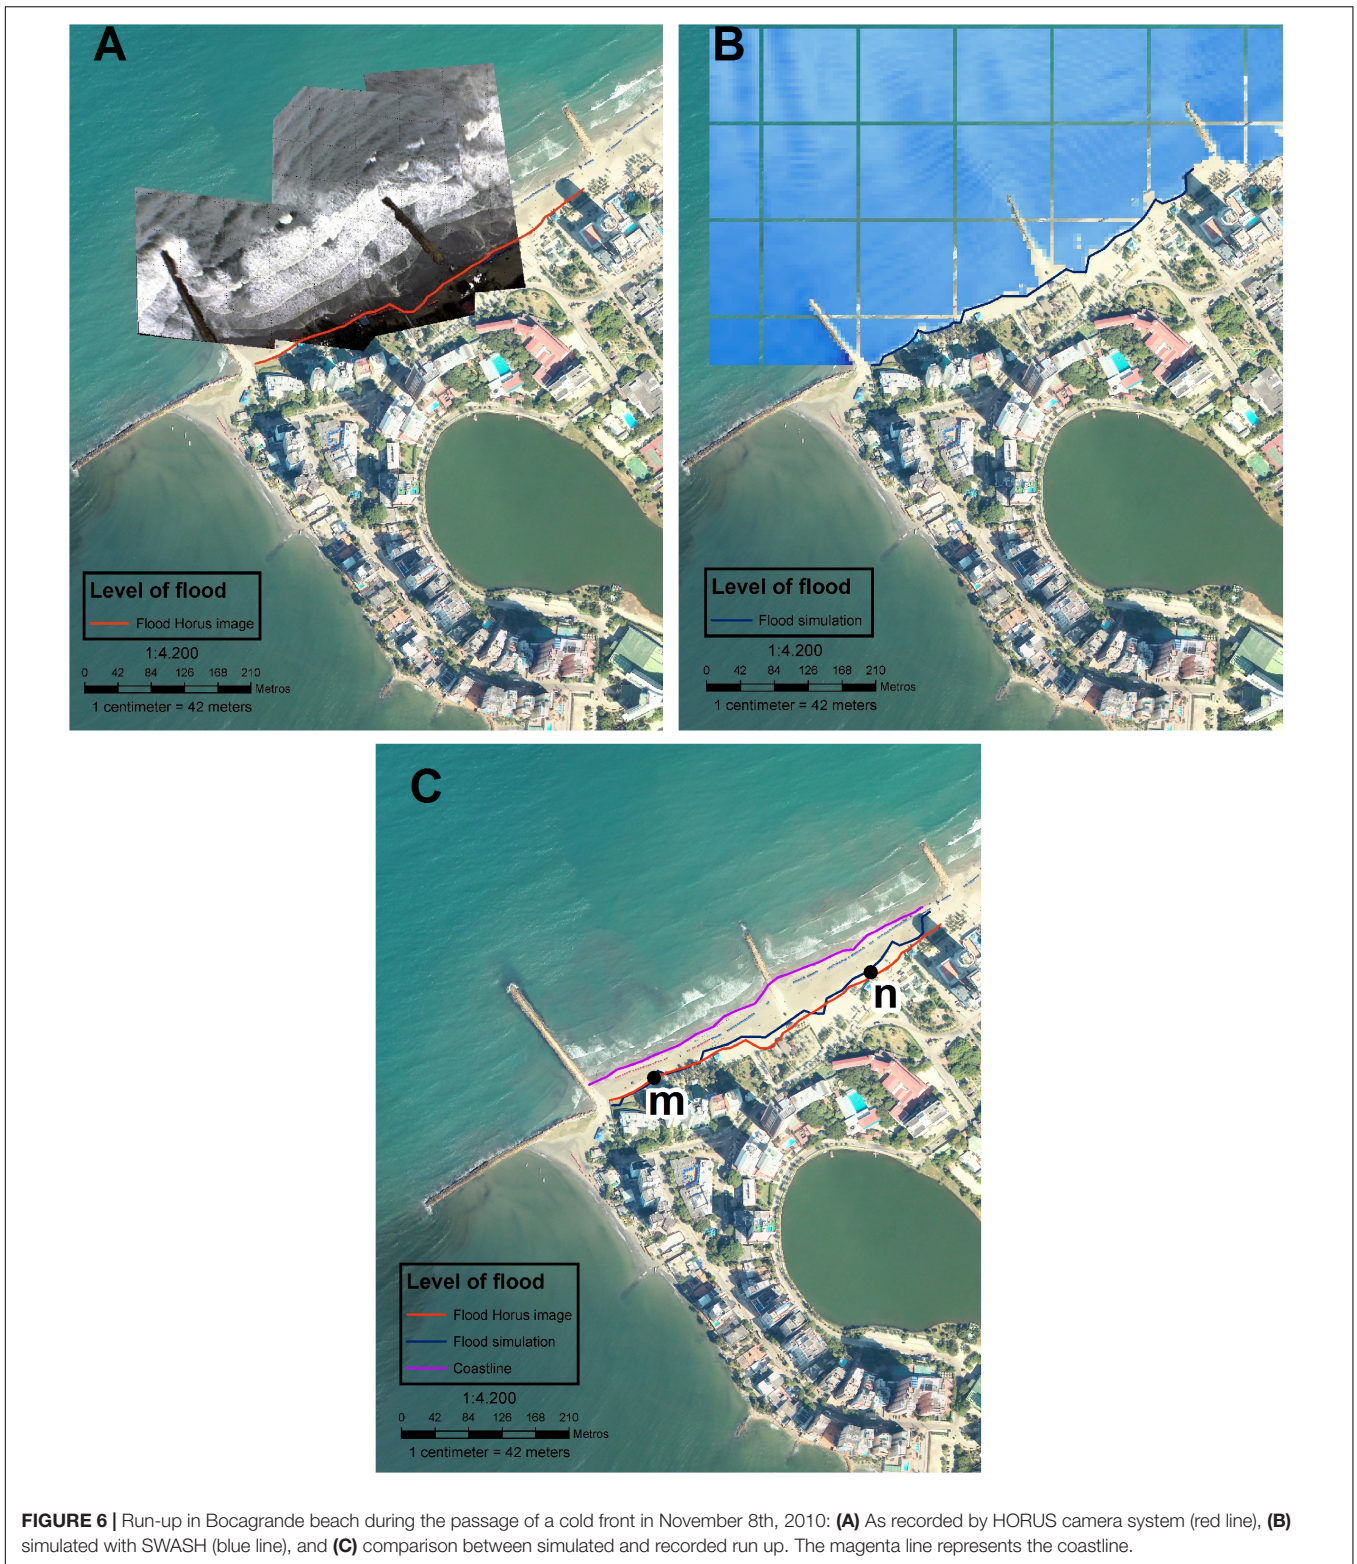 A
B
Level of flood
Flood Horus image
1:4.200
0 42 84 126 168 210
Metros
1 centimeter = 42 meters
Level of flood
Flood simulation
1:4.200
0 42 84 126 168 210
Metros
1 centimeter = 42 meters
C
n
m
Level of flood
Flood Horus image
Flood simulation
Coastline
1:4.200
0 42 84 126 168 210
Metros
1 centimeter = 42 meters
FIGURE 6 | Run-up in Bocagrande beach during the passage of a cold front in November 8th, 2010: (A) As recorded by HORUS camera system (red line), (B)
simulated with SWASH (blue line), and (C) comparison between simulated and recorded run up. The magenta line represents the coastline.